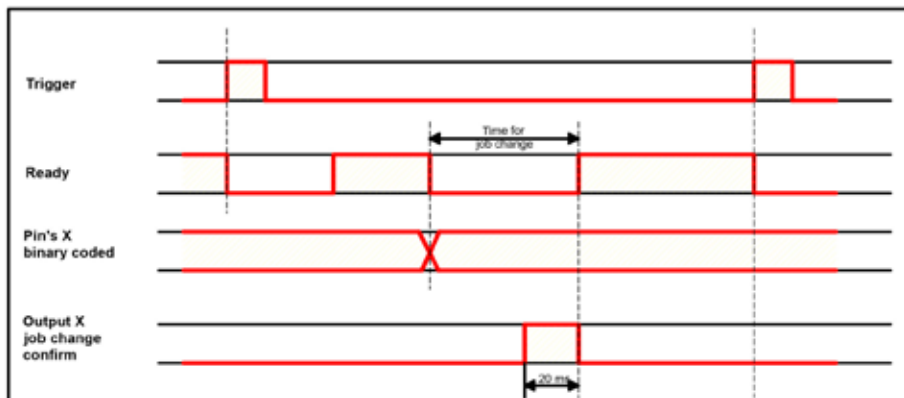 Trigger
Time for
job change
Ready
Pin's X
binary coded
Output X
job change
confirm
20 ms